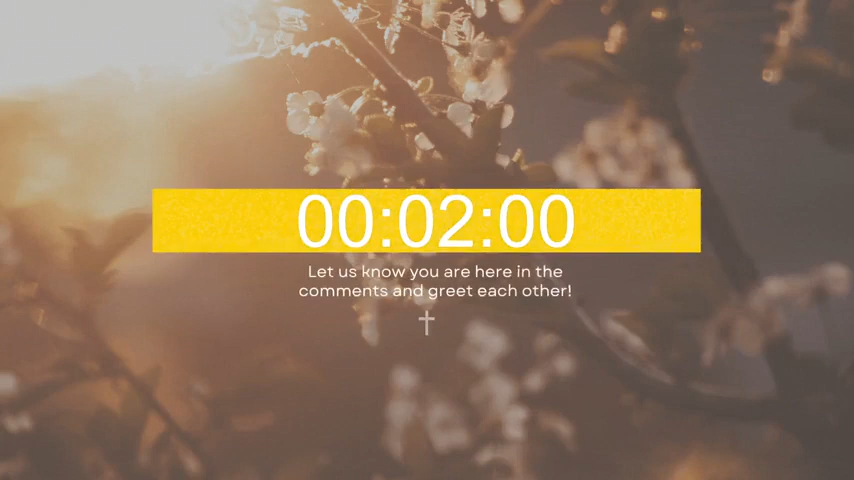 00:02:00
Let us know you are here in the
comments and greet each other!